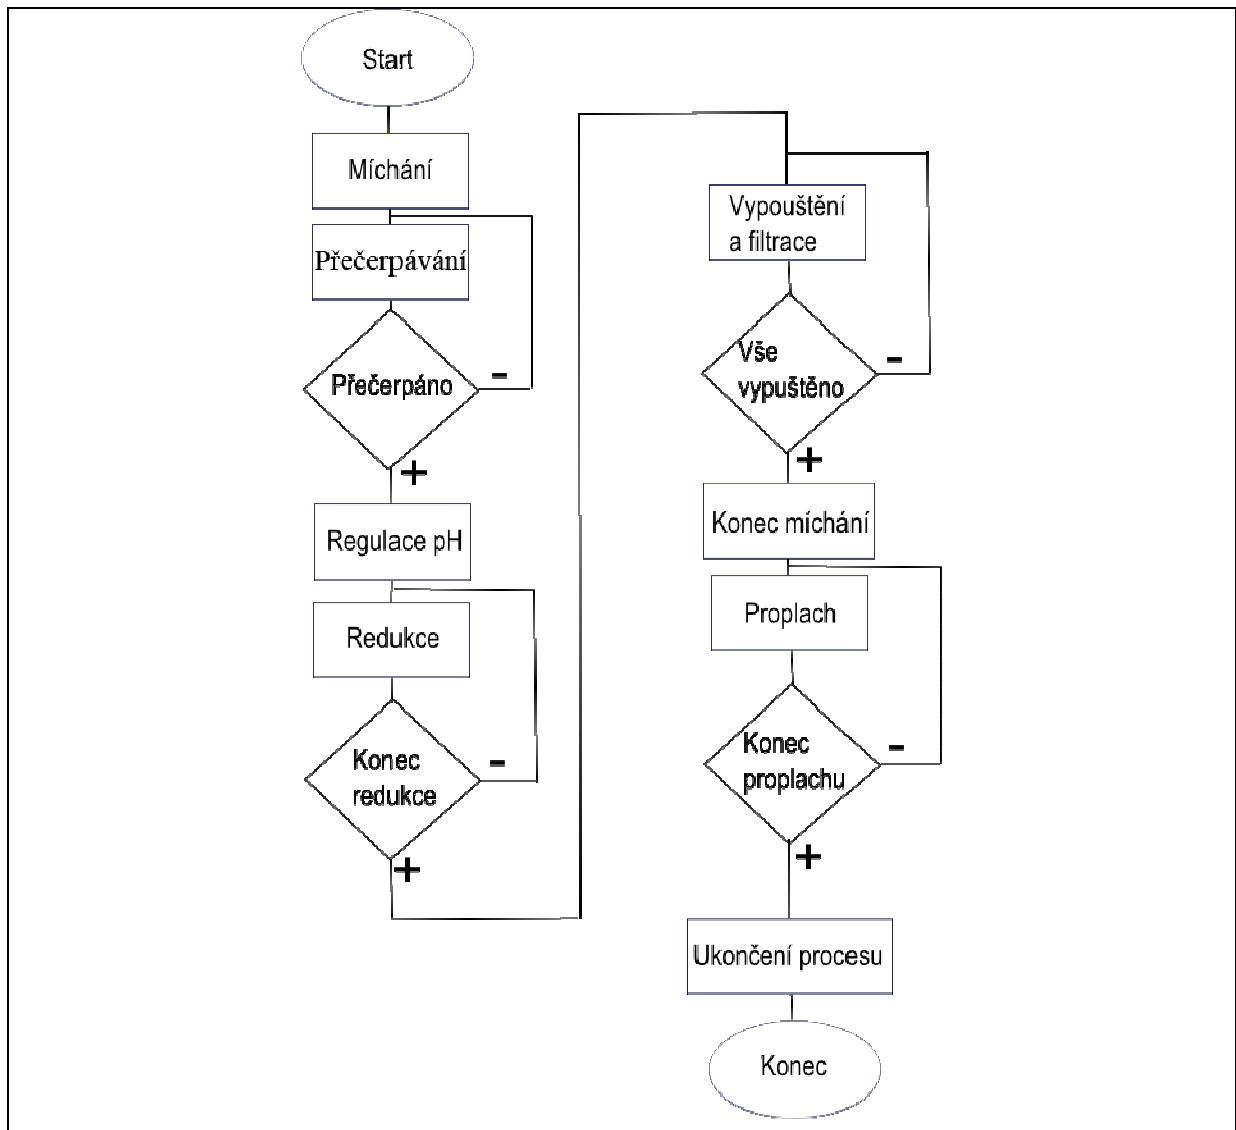 Start
Míchání
Přečerpávání
Přečerpáno
-
+
Regulace pH
Redukce
Konec
redukce
-
+
Vypouštění
a filtrace
Vše
vypuštěno
-
+
Konec míchání
Proplach
Konec
proplachu
-
+
Ukončení procesu
Konec